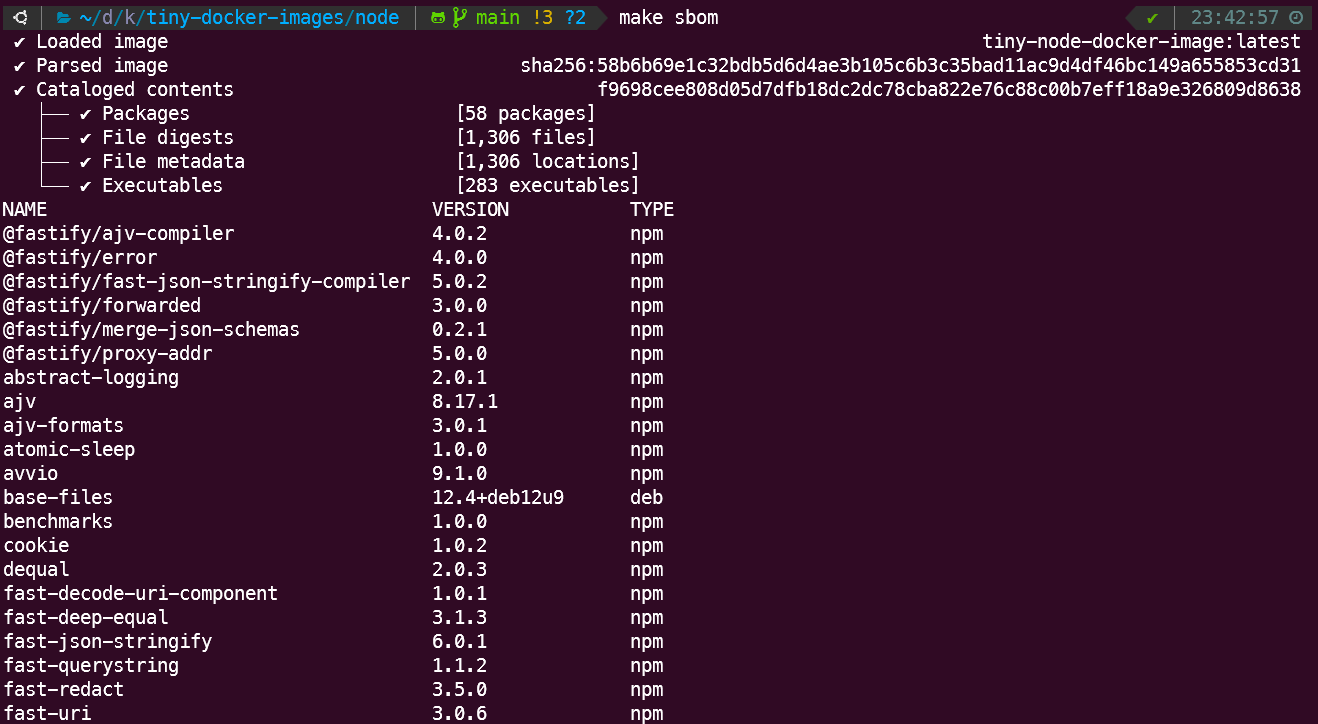 ~/d/k/tiny-docker-images/node main !3 ?2 make sbom ✔ 23:42:57
✔ Loaded image tiny-node-docker-image:latest
✔ Parsed image sha256:58b6b69e1c32bdb5d6d4ae3b105c6b3c35bad11ac9d4df46bc149a655853cd31
✔ Cataloged contents f9698cee808d05d7dfb18dc2dc78cba822e76c88c00b7eff18a9e326809d8638
├── ✔ Packages [58 packages]
├── ✔ File digests [1,306 files]
├── ✔ File metadata [1,306 locations]
└── ✔ Executables [283 executables]
NAME VERSION TYPE
@fastify/ajv-compiler 4.0.2 npm
@fastify/error 4.0.0 npm
@fastify/fast-json-stringify-compiler 5.0.2 npm
@fastify/forwarded 3.0.0 npm
@fastify/merge-json-schemas 0.2.1 npm
@fastify/proxy-addr 5.0.0 npm
abstract-logging 2.0.1 npm
ajv 8.17.1 npm
ajv-formats 3.0.1 npm
atomic-sleep 1.0.0 npm
avvio 9.1.0 npm
base-files 12.4+deb12u9 deb
benchmarks 1.0.0 npm
cookie 1.0.2 npm
dequal 2.0.3 npm
fast-decode-uri-component 1.0.1 npm
fast-deep-equal 3.1.3 npm
fast-json-stringify 6.0.1 npm
fast-querystring 1.1.2 npm
fast-redact 3.5.0 npm
fast-uri 3.0.6 npm